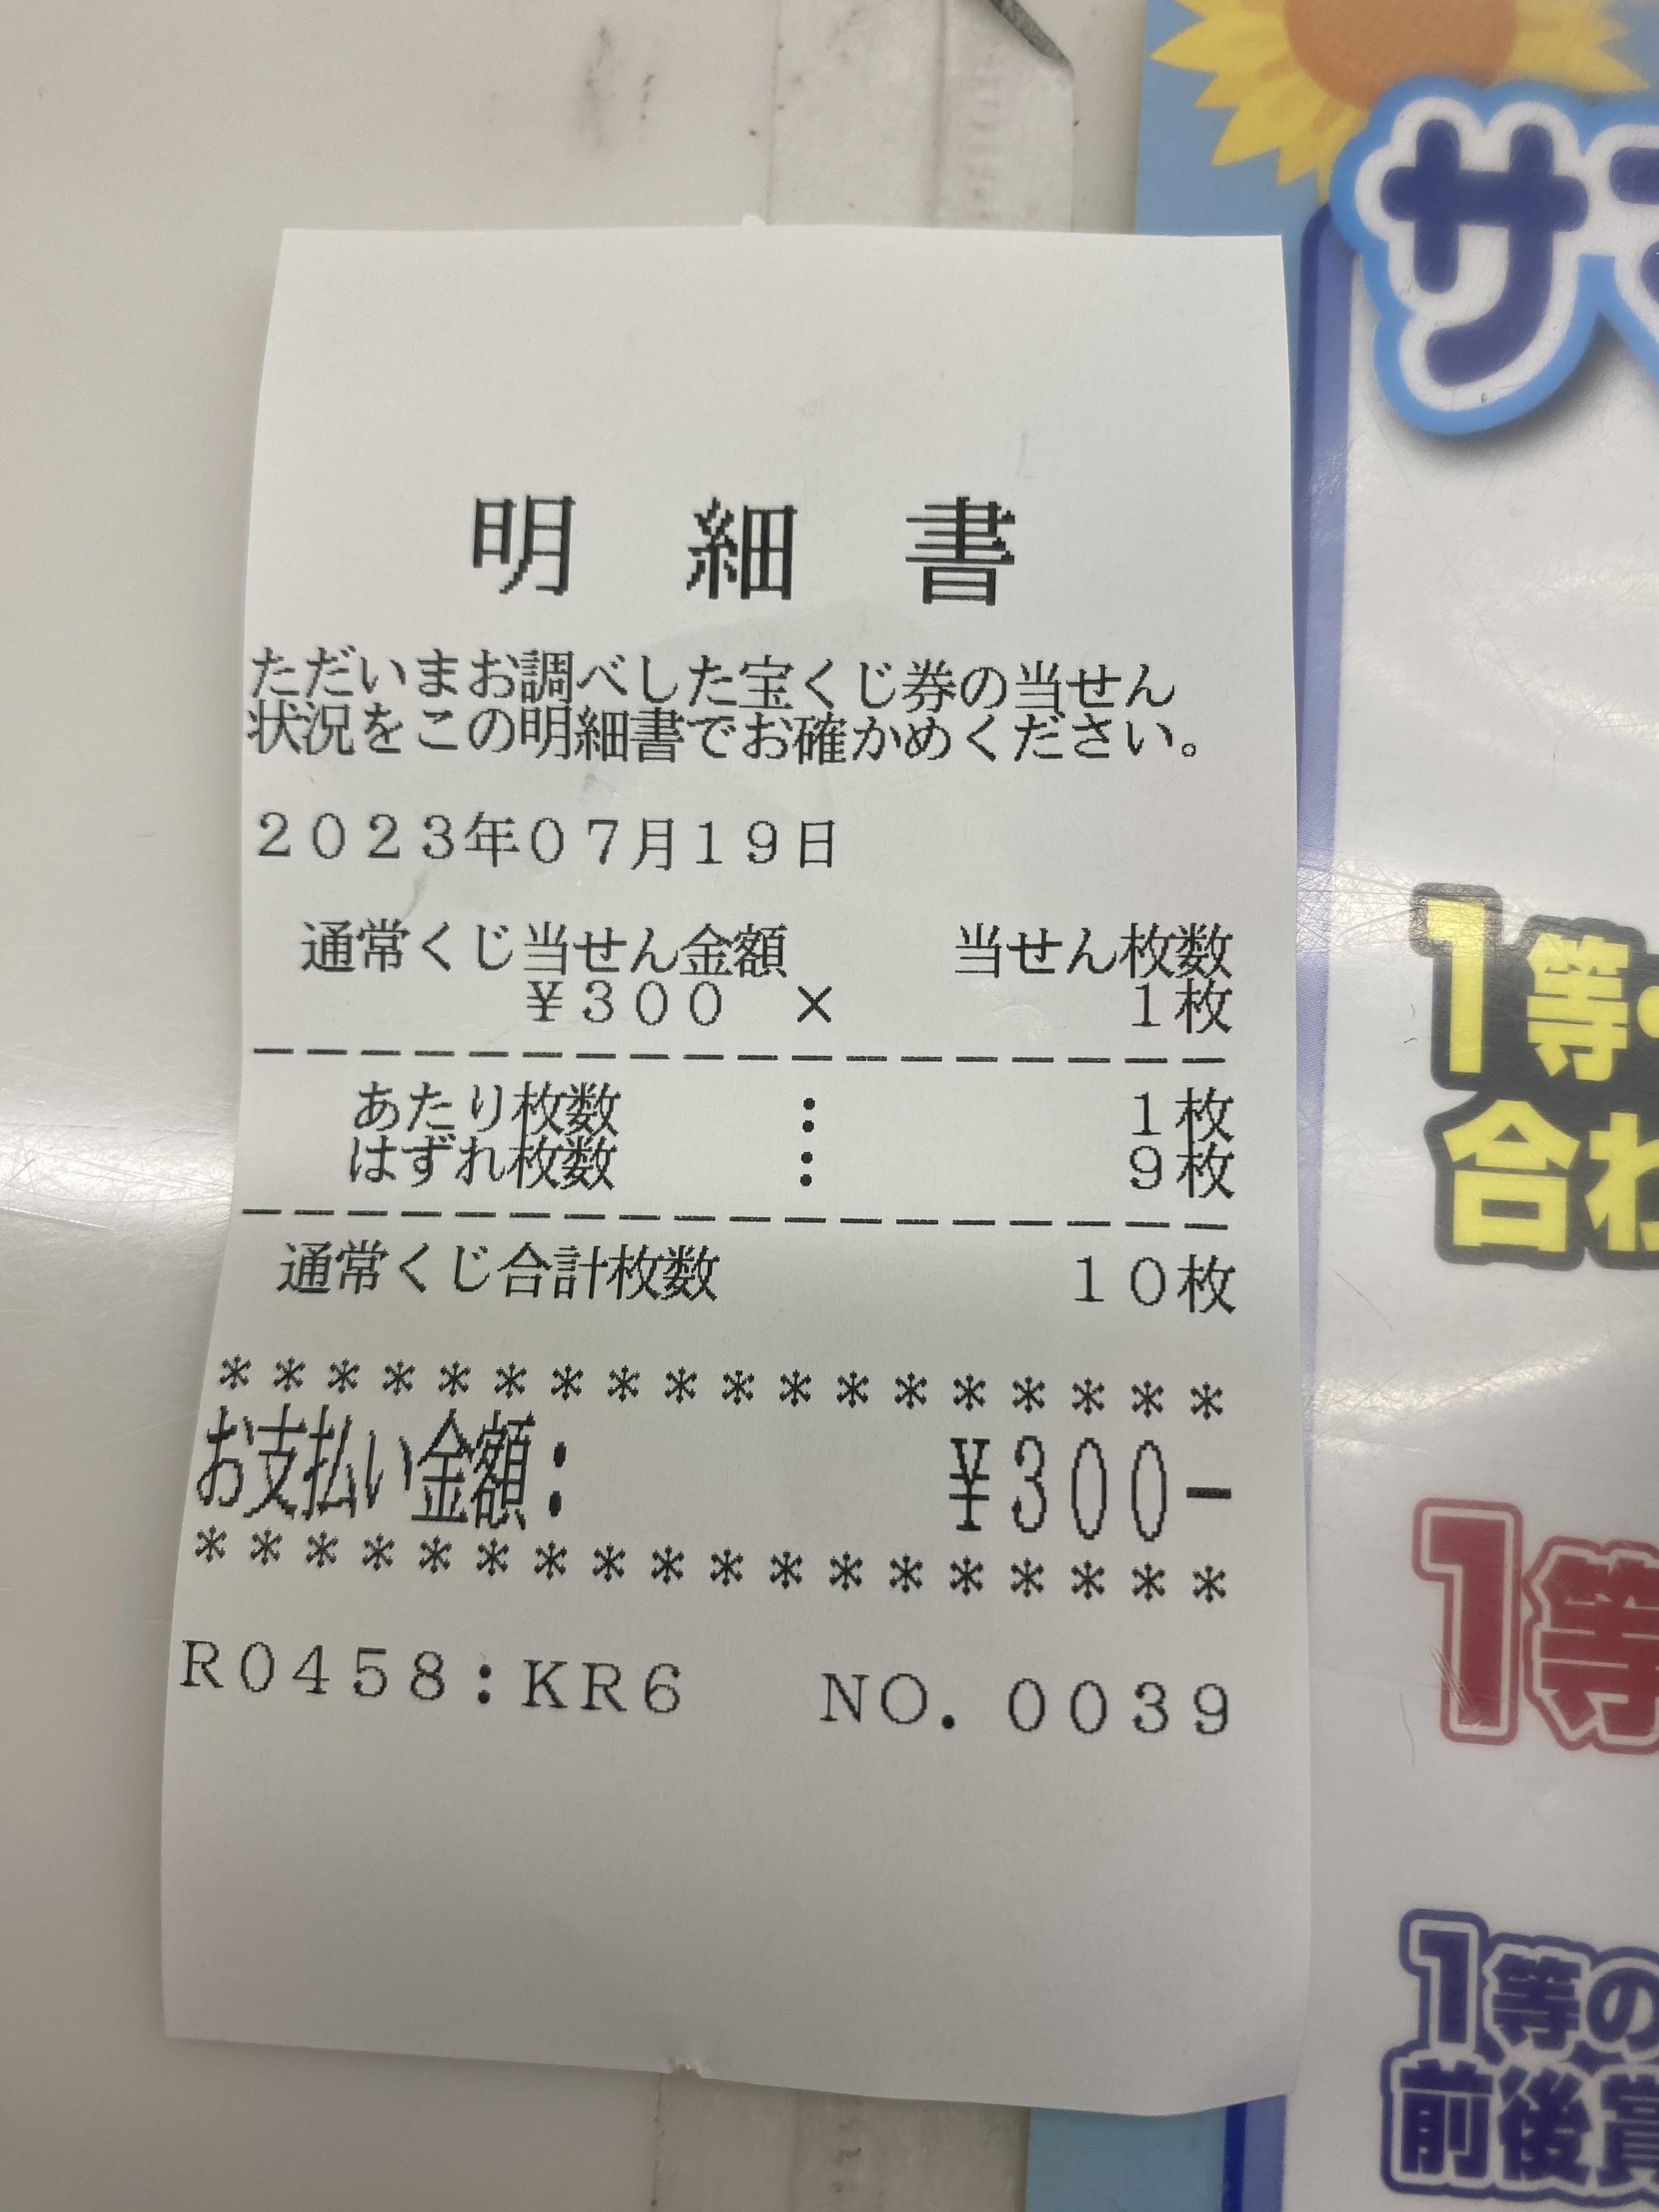 明細書
ただいまお調べした宝くじ券の当せん
状況をこの明細書でお確かめください。
2023年07月19日
通常くじ当せん金額 当せん枚数
¥300 × 1枚
あたり枚数 : 1枚
はずれ枚数 : 9枚
通常くじ合計枚数 10枚
******************
お支払い金額: ¥300-
******************
R0458:KR6 NO.0039
サマ
1等・
合わ
1等
1等の
前後賞